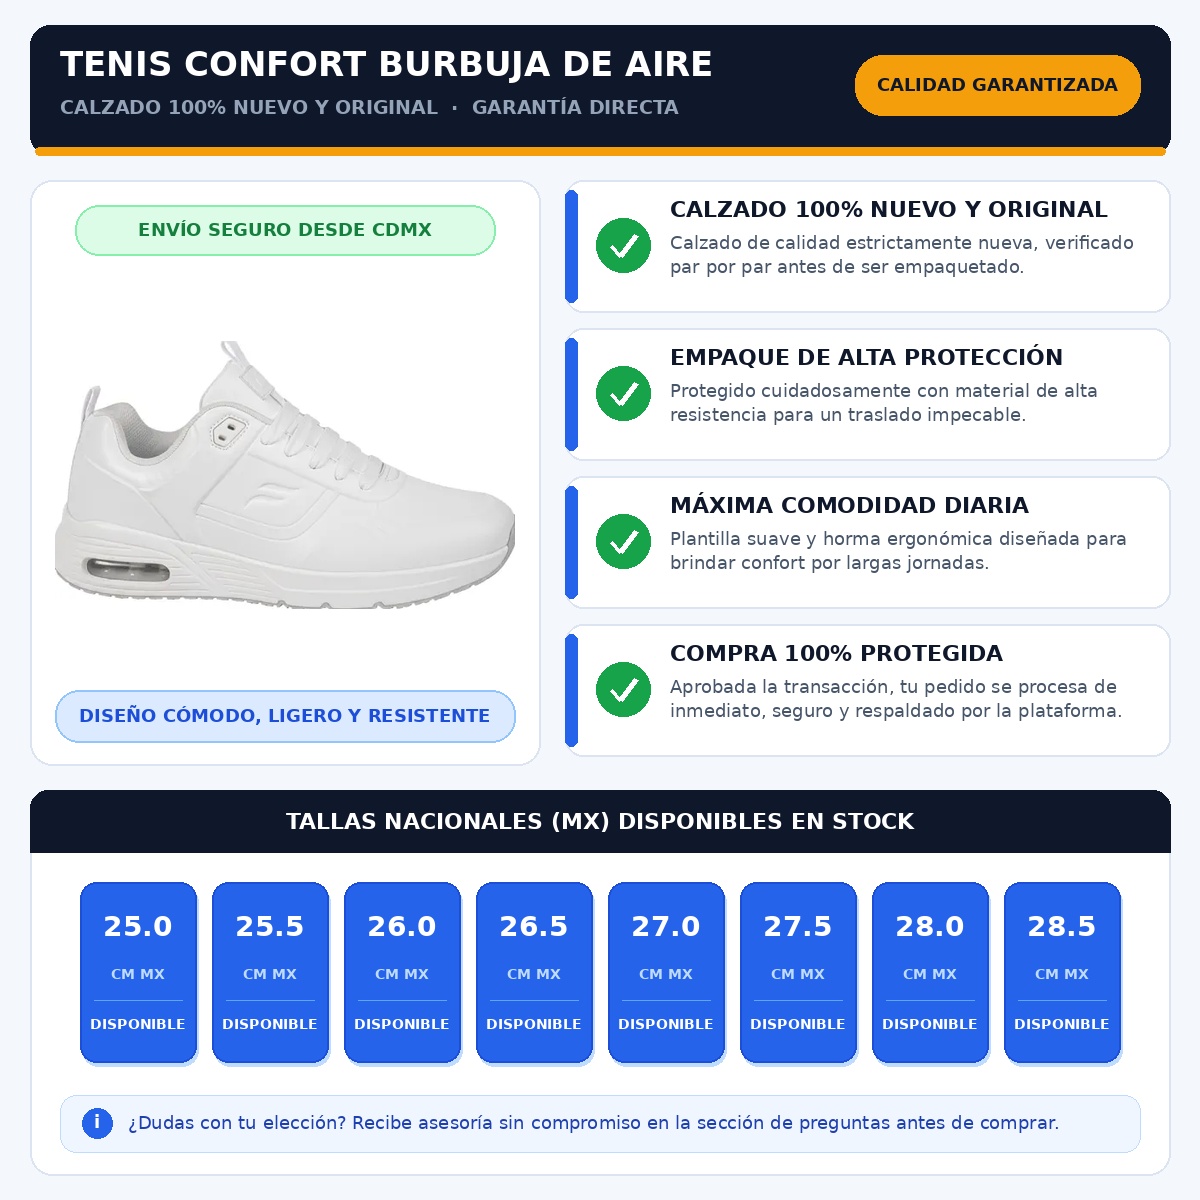 TENIS CONFORT BURBUJA DE AIRE
CALZADO 100% NUEVO Y ORIGINAL · GARANTÍA DIRECTA
CALIDAD GARANTIZADA
ENVÍO SEGURO DESDE CDMX
DISEÑO CÓMODO, LIGERO Y RESISTENTE
CALZADO 100% NUEVO Y ORIGINAL
Calzado de calidad estrictamente nueva, verificado
par por par antes de ser empaquetado.
EMPAQUE DE ALTA PROTECCIÓN
Protegido cuidadosamente con material de alta
resistencia para un traslado impecable.
MÁXIMA COMODIDAD DIARIA
Plantilla suave y horma ergonómica diseñada para
brindar confort por largas jornadas.
COMPRA 100% PROTEGIDA
Aprobada la transacción, tu pedido se procesa de
inmediato, seguro y respaldado por la plataforma.
TALLAS NACIONALES (MX) DISPONIBLES EN STOCK
25.0 25.5 26.0 26.5 27.0 27.5 28.0 28.5
CM MX CM MX CM MX CM MX CM MX CM MX CM MX CM MX
DISPONIBLE DISPONIBLE DISPONIBLE DISPONIBLE DISPONIBLE DISPONIBLE DISPONIBLE DISPONIBLE
i ¿Dudas con tu elección? Recibe asesoría sin compromiso en la sección de preguntas antes de comprar.